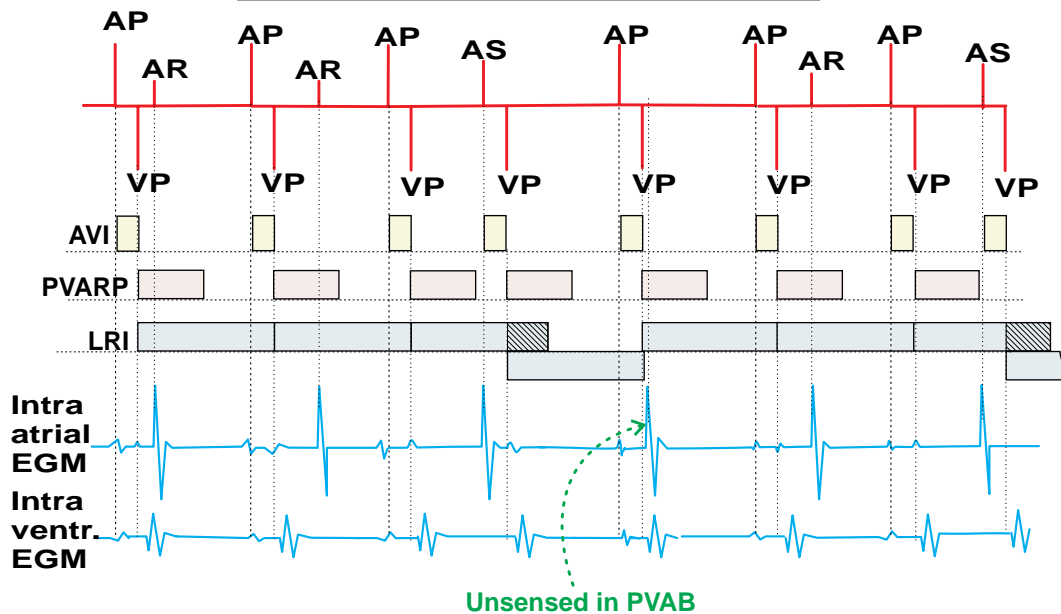 AP AP AP AS AP AP AP AS
AR AR AR
VP VP VP VP VP VP VP VP
AVI
PVARP
LRI
Intra
atrial
EGM
Intra
ventr.
EGM
Unsensed in PVAB